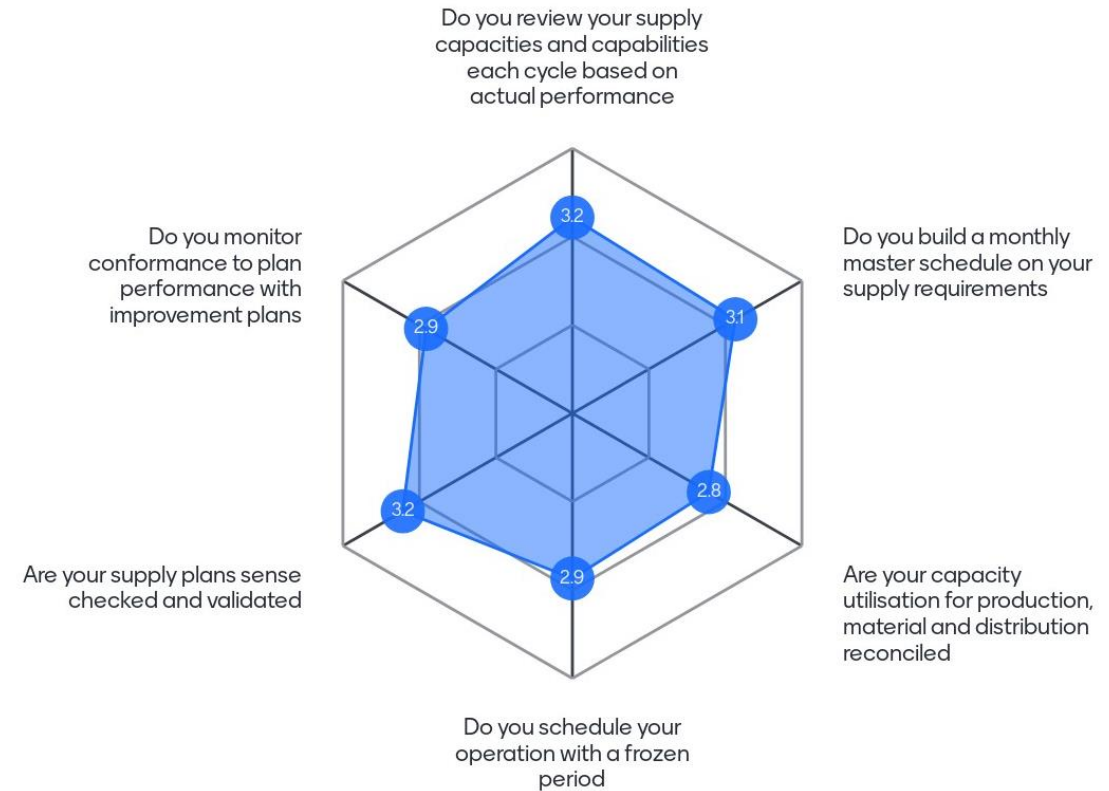 Do you review your supply
capacities and capabilities
each cycle based on
actual performance
3.2
Do you monitor
conformance to plan
performance with
improvement plans
2.9
Do you build a monthly
master schedule on your
supply requirements
3.1
Are your supply plans sense
checked and validated
3.2
Are your capacity
utilisation for production,
material and distribution
reconciled
2.8
2.9
Do you schedule your
operation with a frozen
period